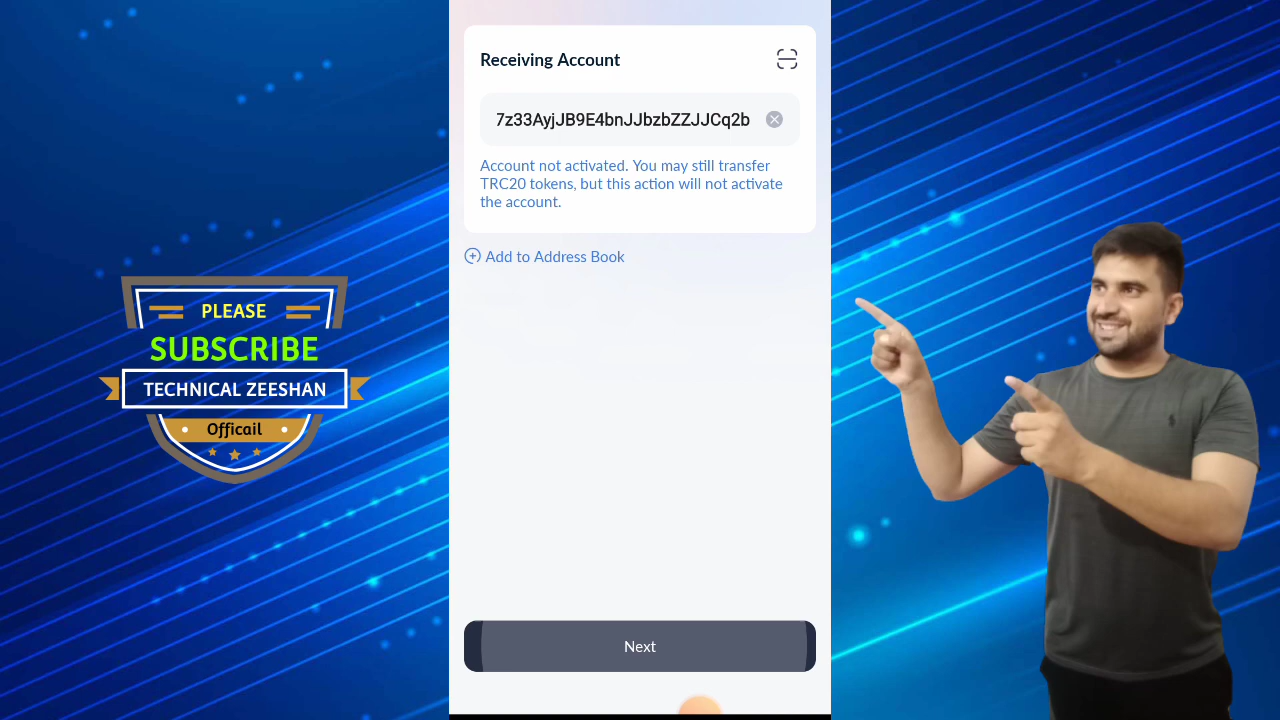 PLEASE
SUBSCRIBE
TECHNICAL ZEESHAN
Officail
Receiving Account
7z33AyjJB9E4bnJJbzbZZJJCq2b
Account not activated. You may still transfer
TRC20 tokens, but this action will not activate
the account.
Add to Address Book
Next